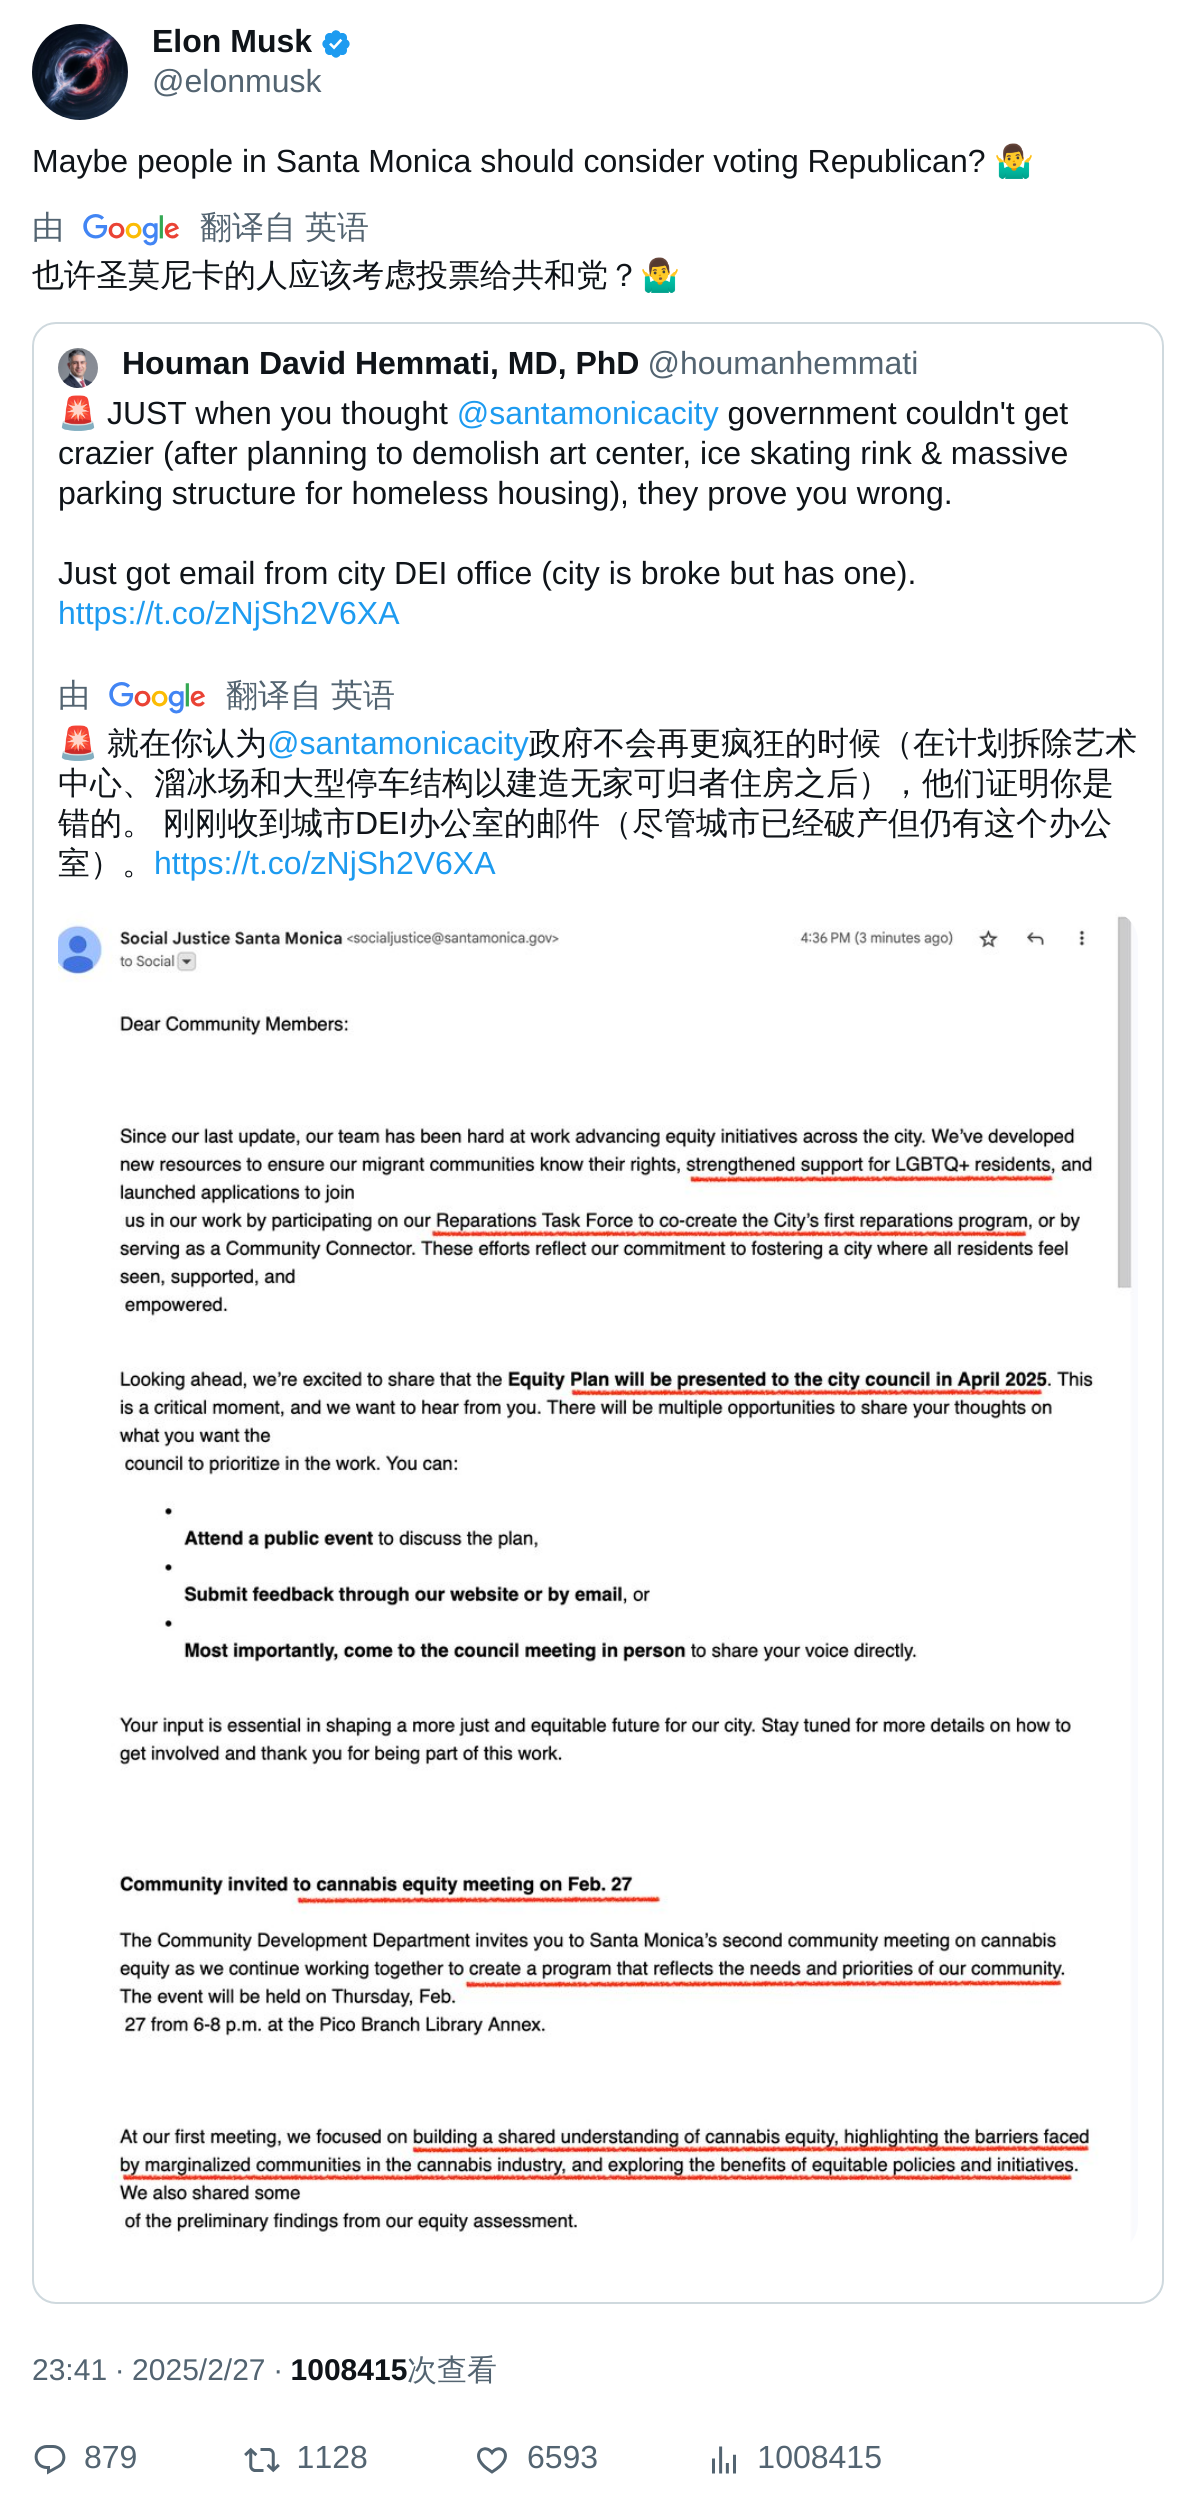 Elon Musk
@elonmusk
Maybe people in Santa Monica should consider voting Republican? 🤷‍♂️
由 Google 翻译自 英语
也许圣莫尼卡的人应该考虑投票给共和党？🤷‍♂️
Houman David Hemmati, MD, PhD @houmanhemmati
🚨 JUST when you thought @santamonicacity government couldn't get
crazier (after planning to demolish art center, ice skating rink & massive
parking structure for homeless housing), they prove you wrong.
Just got email from city DEI office (city is broke but has one).
https://t.co/zNjSh2V6XA
由 Google 翻译自 英语
🚨 就在你认为@santamonicacity政府不会再更疯狂的时候（在计划拆除艺术
中心、溜冰场和大型停车结构以建造无家可归者住房之后），他们证明你是
错的。 刚刚收到城市DEI办公室的邮件（尽管城市已经破产但仍有这个办公
室）。https://t.co/zNjSh2V6XA
Social Justice Santa Monica <socialjustice@santamonica.gov> 4:36 PM (3 minutes ago)
to Social
Dear Community Members:
Since our last update, our team has been hard at work advancing equity initiatives across the city. We’ve developed
new resources to ensure our migrant communities know their rights, strengthened support for LGBTQ+ residents, and
launched applications to join
us in our work by participating on our Reparations Task Force to co-create the City’s first reparations program, or by
serving as a Community Connector. These efforts reflect our commitment to fostering a city where all residents feel
seen, supported, and
empowered.
Looking ahead, we’re excited to share that the Equity Plan will be presented to the city council in April 2025. This
is a critical moment, and we want to hear from you. There will be multiple opportunities to share your thoughts on
what you want the
council to prioritize in the work. You can:
•
Attend a public event to discuss the plan,
•
Submit feedback through our website or by email, or
•
Most importantly, come to the council meeting in person to share your voice directly.
Your input is essential in shaping a more just and equitable future for our city. Stay tuned for more details on how to
get involved and thank you for being part of this work.
Community invited to cannabis equity meeting on Feb. 27
The Community Development Department invites you to Santa Monica’s second community meeting on cannabis
equity as we continue working together to create a program that reflects the needs and priorities of our community.
The event will be held on Thursday, Feb.
27 from 6-8 p.m. at the Pico Branch Library Annex.
At our first meeting, we focused on building a shared understanding of cannabis equity, highlighting the barriers faced
by marginalized communities in the cannabis industry, and exploring the benefits of equitable policies and initiatives.
We also shared some
of the preliminary findings from our equity assessment.
23:41 · 2025/2/27 · 1008415次查看
879 1128 6593 1008415